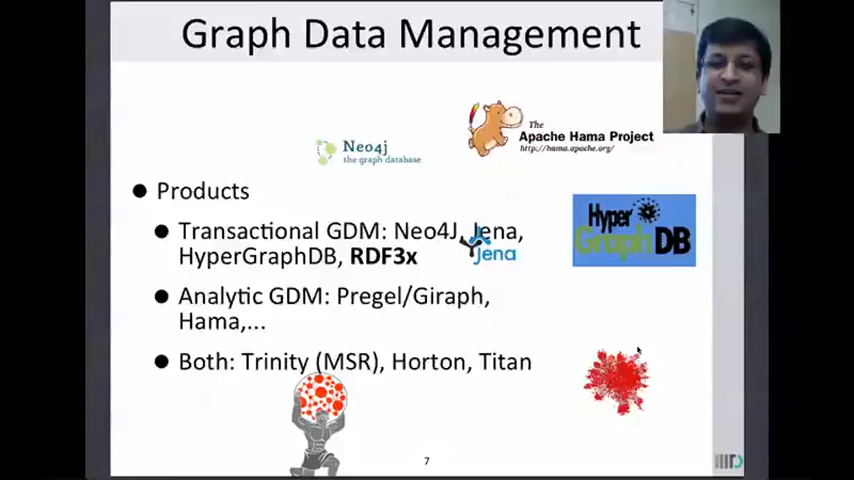 Graph Data Management
The
Apache Hama Project
http://hama.apache.org/
Neo4j
the graph database
● Products
● Transactional GDM: Neo4J, Jena,
HyperGraphDB, RDF3x
Jena
Hyper
GraphDB
● Analytic GDM: Pregel/Giraph,
Hama,...
● Both: Trinity (MSR), Horton, Titan
7